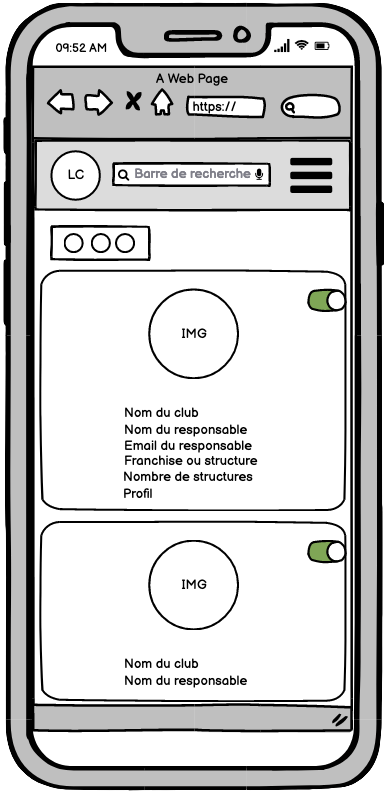 09:52 AM
A Web Page
https://
LC
Barre de recherche
IMG
Nom du club
Nom du responsable
Email du responsable
Franchise ou structure
Nombre de structures
Profil
IMG
Nom du club
Nom du responsable